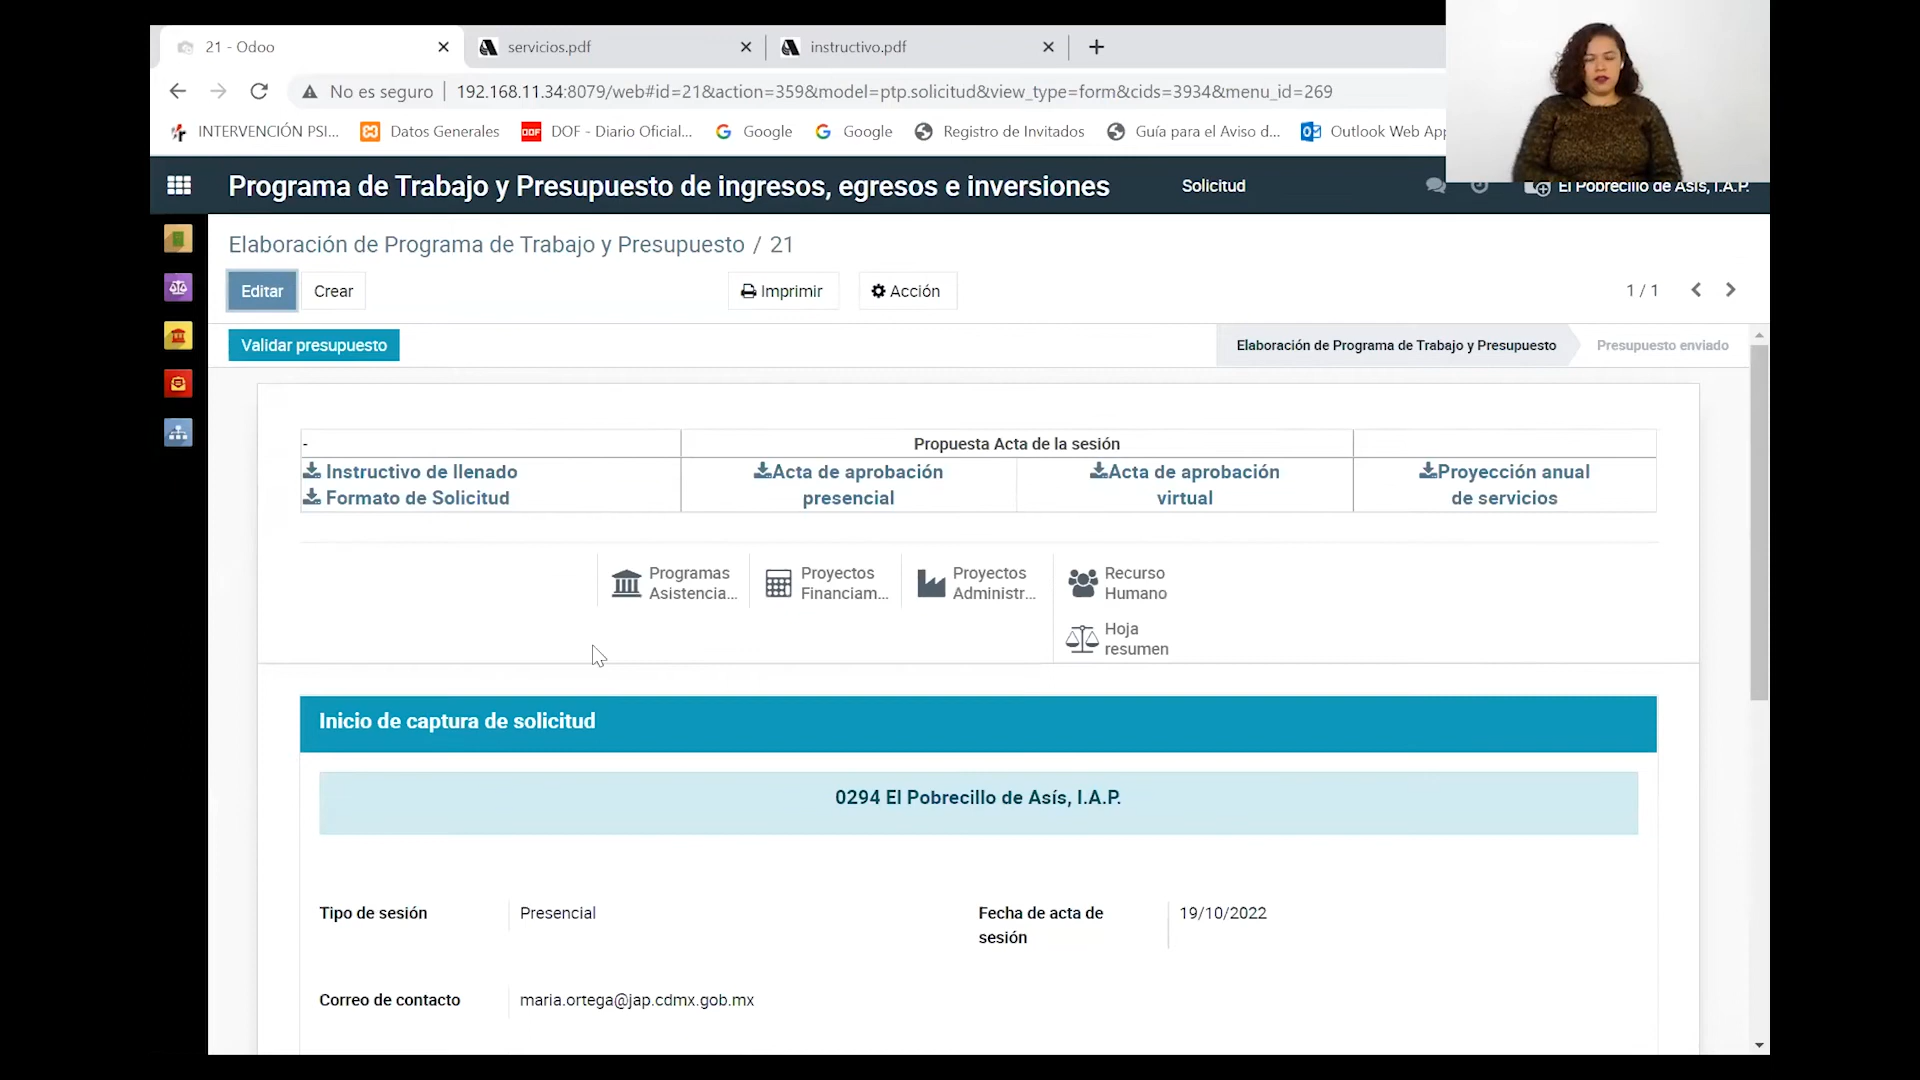 21 - Odoo
servicios.pdf
instructivo.pdf
No es seguro
192.168.11.34:8079/web#id=21&action=359&model=ptp.solicitud&view_type=form&cids=3934&menu_id=269
INTERVENCIÓN PSI...
Datos Generales
DOF
DOF - Diario Oficial...
Google
Google
Registro de Invitados
Guía para el Aviso d...
Outlook Web App
Programa de Trabajo y Presupuesto de ingresos, egresos e inversiones
Solicitud
El Pobrecillo de Asís, I.A.P.
Elaboración de Programa de Trabajo y Presupuesto / 21
Editar
Crear
Imprimir
Acción
1 / 1
Validar presupuesto
Elaboración de Programa de Trabajo y Presupuesto
Presupuesto enviado
-
Propuesta Acta de la sesión
Instructivo de llenado
Formato de Solicitud
Acta de aprobación
presencial
Acta de aprobación
virtual
Proyección anual
de servicios
Programas
Asistencia...
Proyectos
Financiam...
Proyectos
Administr...
Recurso
Humano
Hoja
resumen
Inicio de captura de solicitud
0294 El Pobrecillo de Asís, I.A.P.
Tipo de sesión
Presencial
Fecha de acta de
sesión
19/10/2022
Correo de contacto
maria.ortega@jap.cdmx.gob.mx